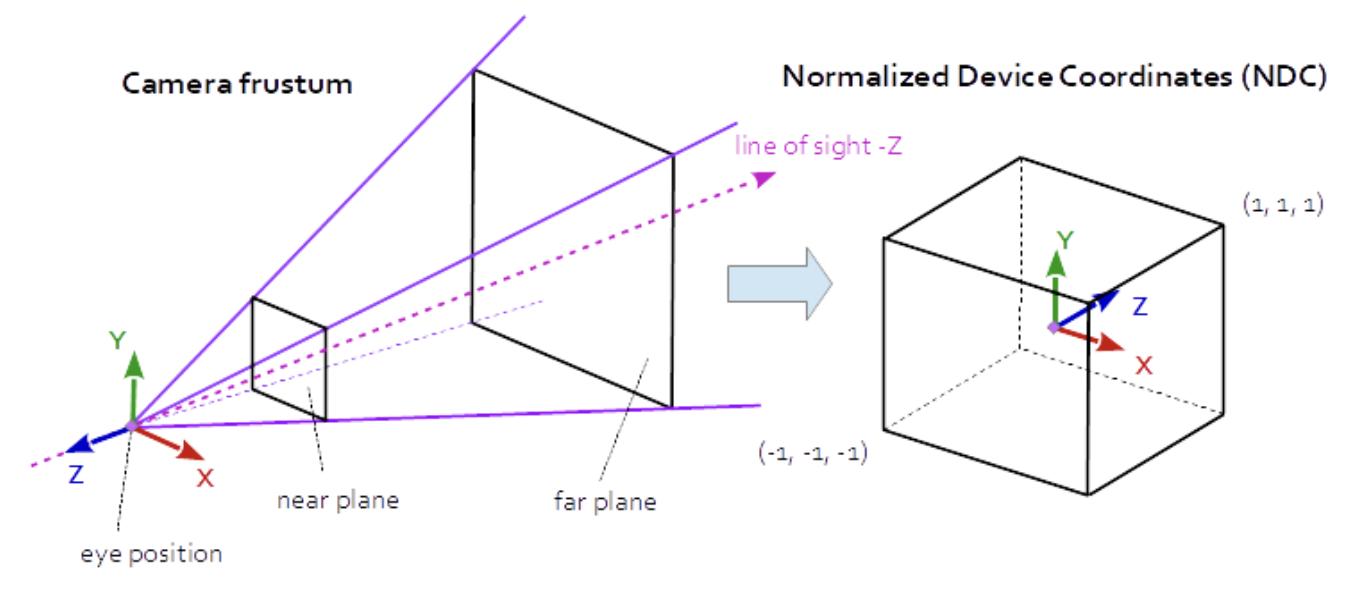 Camera frustum
Normalized Device Coordinates (NDC)
line of sight -Z
(1, 1, 1)
Y
Z
X
Y
Z
X
(-1, -1, -1)
near plane
far plane
eye position